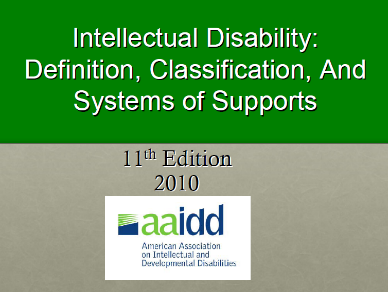 Intellectual Disability:
Definition, Classification, And
Systems of Supports
11th Edition
2010
aaidd
American Association
on Intellectual and
Developmental Disabilities